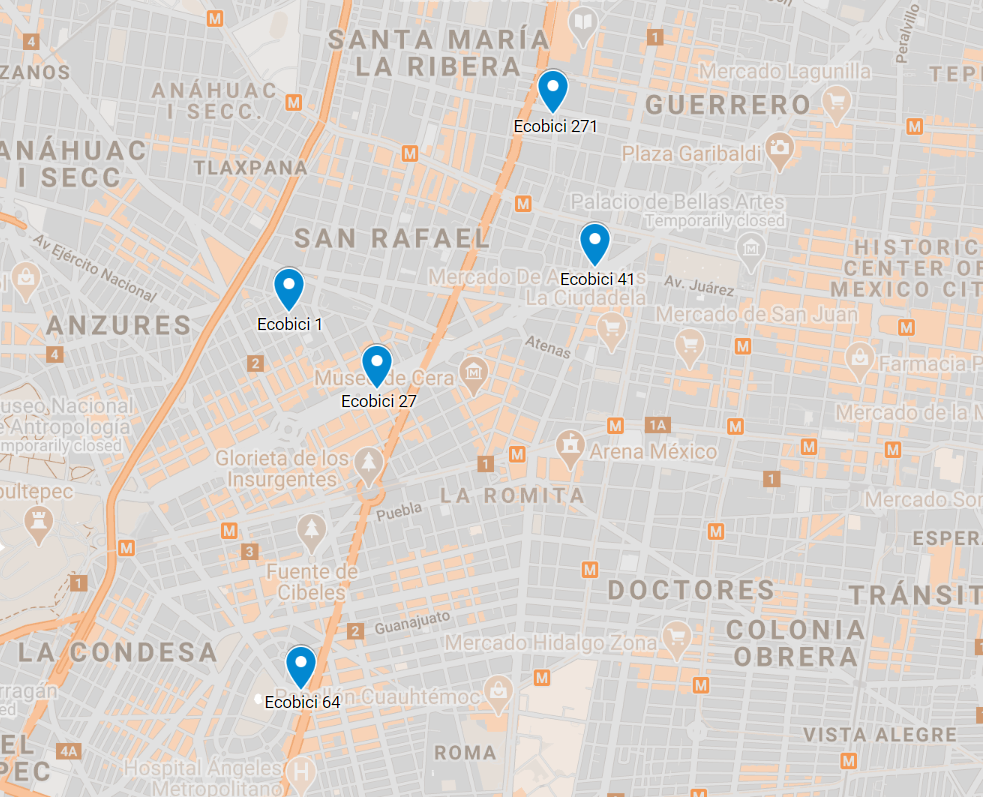 4
M
1
Peralvillo
SANTA MARÍA
LA RIBERA
ZANOS
Mercado Lagunilla
ANÁHUAC
I SECC.
M
Ecobici 271
GUERRERO
M
M
ANÁHUAC
I SECC
TLAXPANA
M
Plaza Garibaldi
M
Palacio de Bellas Artes
Temporarily closed
SAN RAFAEL
Av Ejército Nacional
HISTORIC
CENTER OF
MEXICO CIT
Mercado De A
La Ciudadela
Ecobici 41
Av. Juárez
Ecobici 1
ANZURES
Mercado de San Juan
M
4
2
Atenas
M
Museo de Cera
Ecobici 27
Farmacia P
useo Nacional
Antropología
mporarily closed
Mercado de la M
M
1A
M
M
M
Glorieta de los
Insurgentes
1
M
Arena México
1
pultepec
LA ROMITA
Mercado Son
Puebla
M
M
M
3
ESPERA
Fuente de
Cibeles
M
1
DOCTORES
TRÁNSIT
2
Guanajuato
Mercado Hidalgo Zona
COLONIA
OBRERA
LA CONDESA
M
M
Ecobici 64
Cuauhtémoc
rragán
ed
EL
PEC
4A
ROMA
VISTA ALEGRE
M
Hospital Ángeles
Metropolitano
H